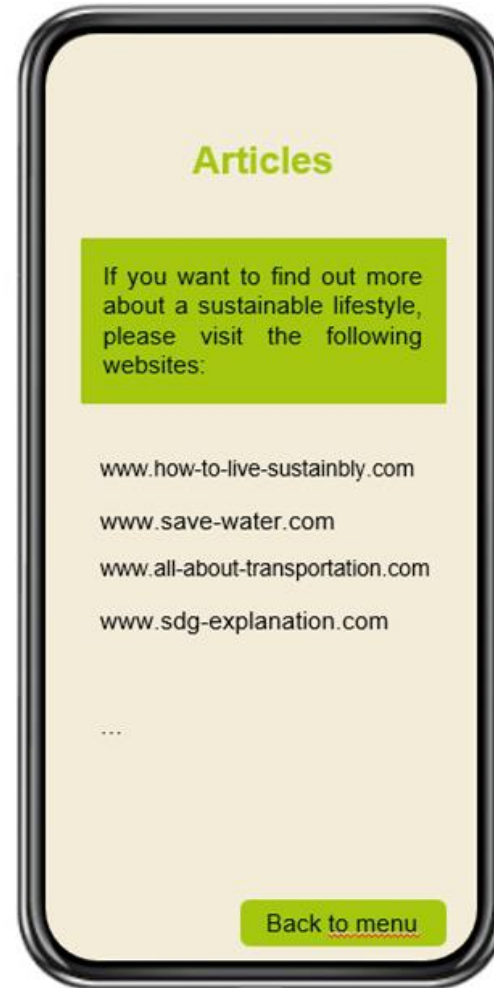 Articles
If you want to find out more
about a sustainable lifestyle,
please visit the following
websites:
www.how-to-live-sustainbly.com
www.save-water.com
www.all-about-transportation.com
www.sdg-explanation.com
...
Back to menu